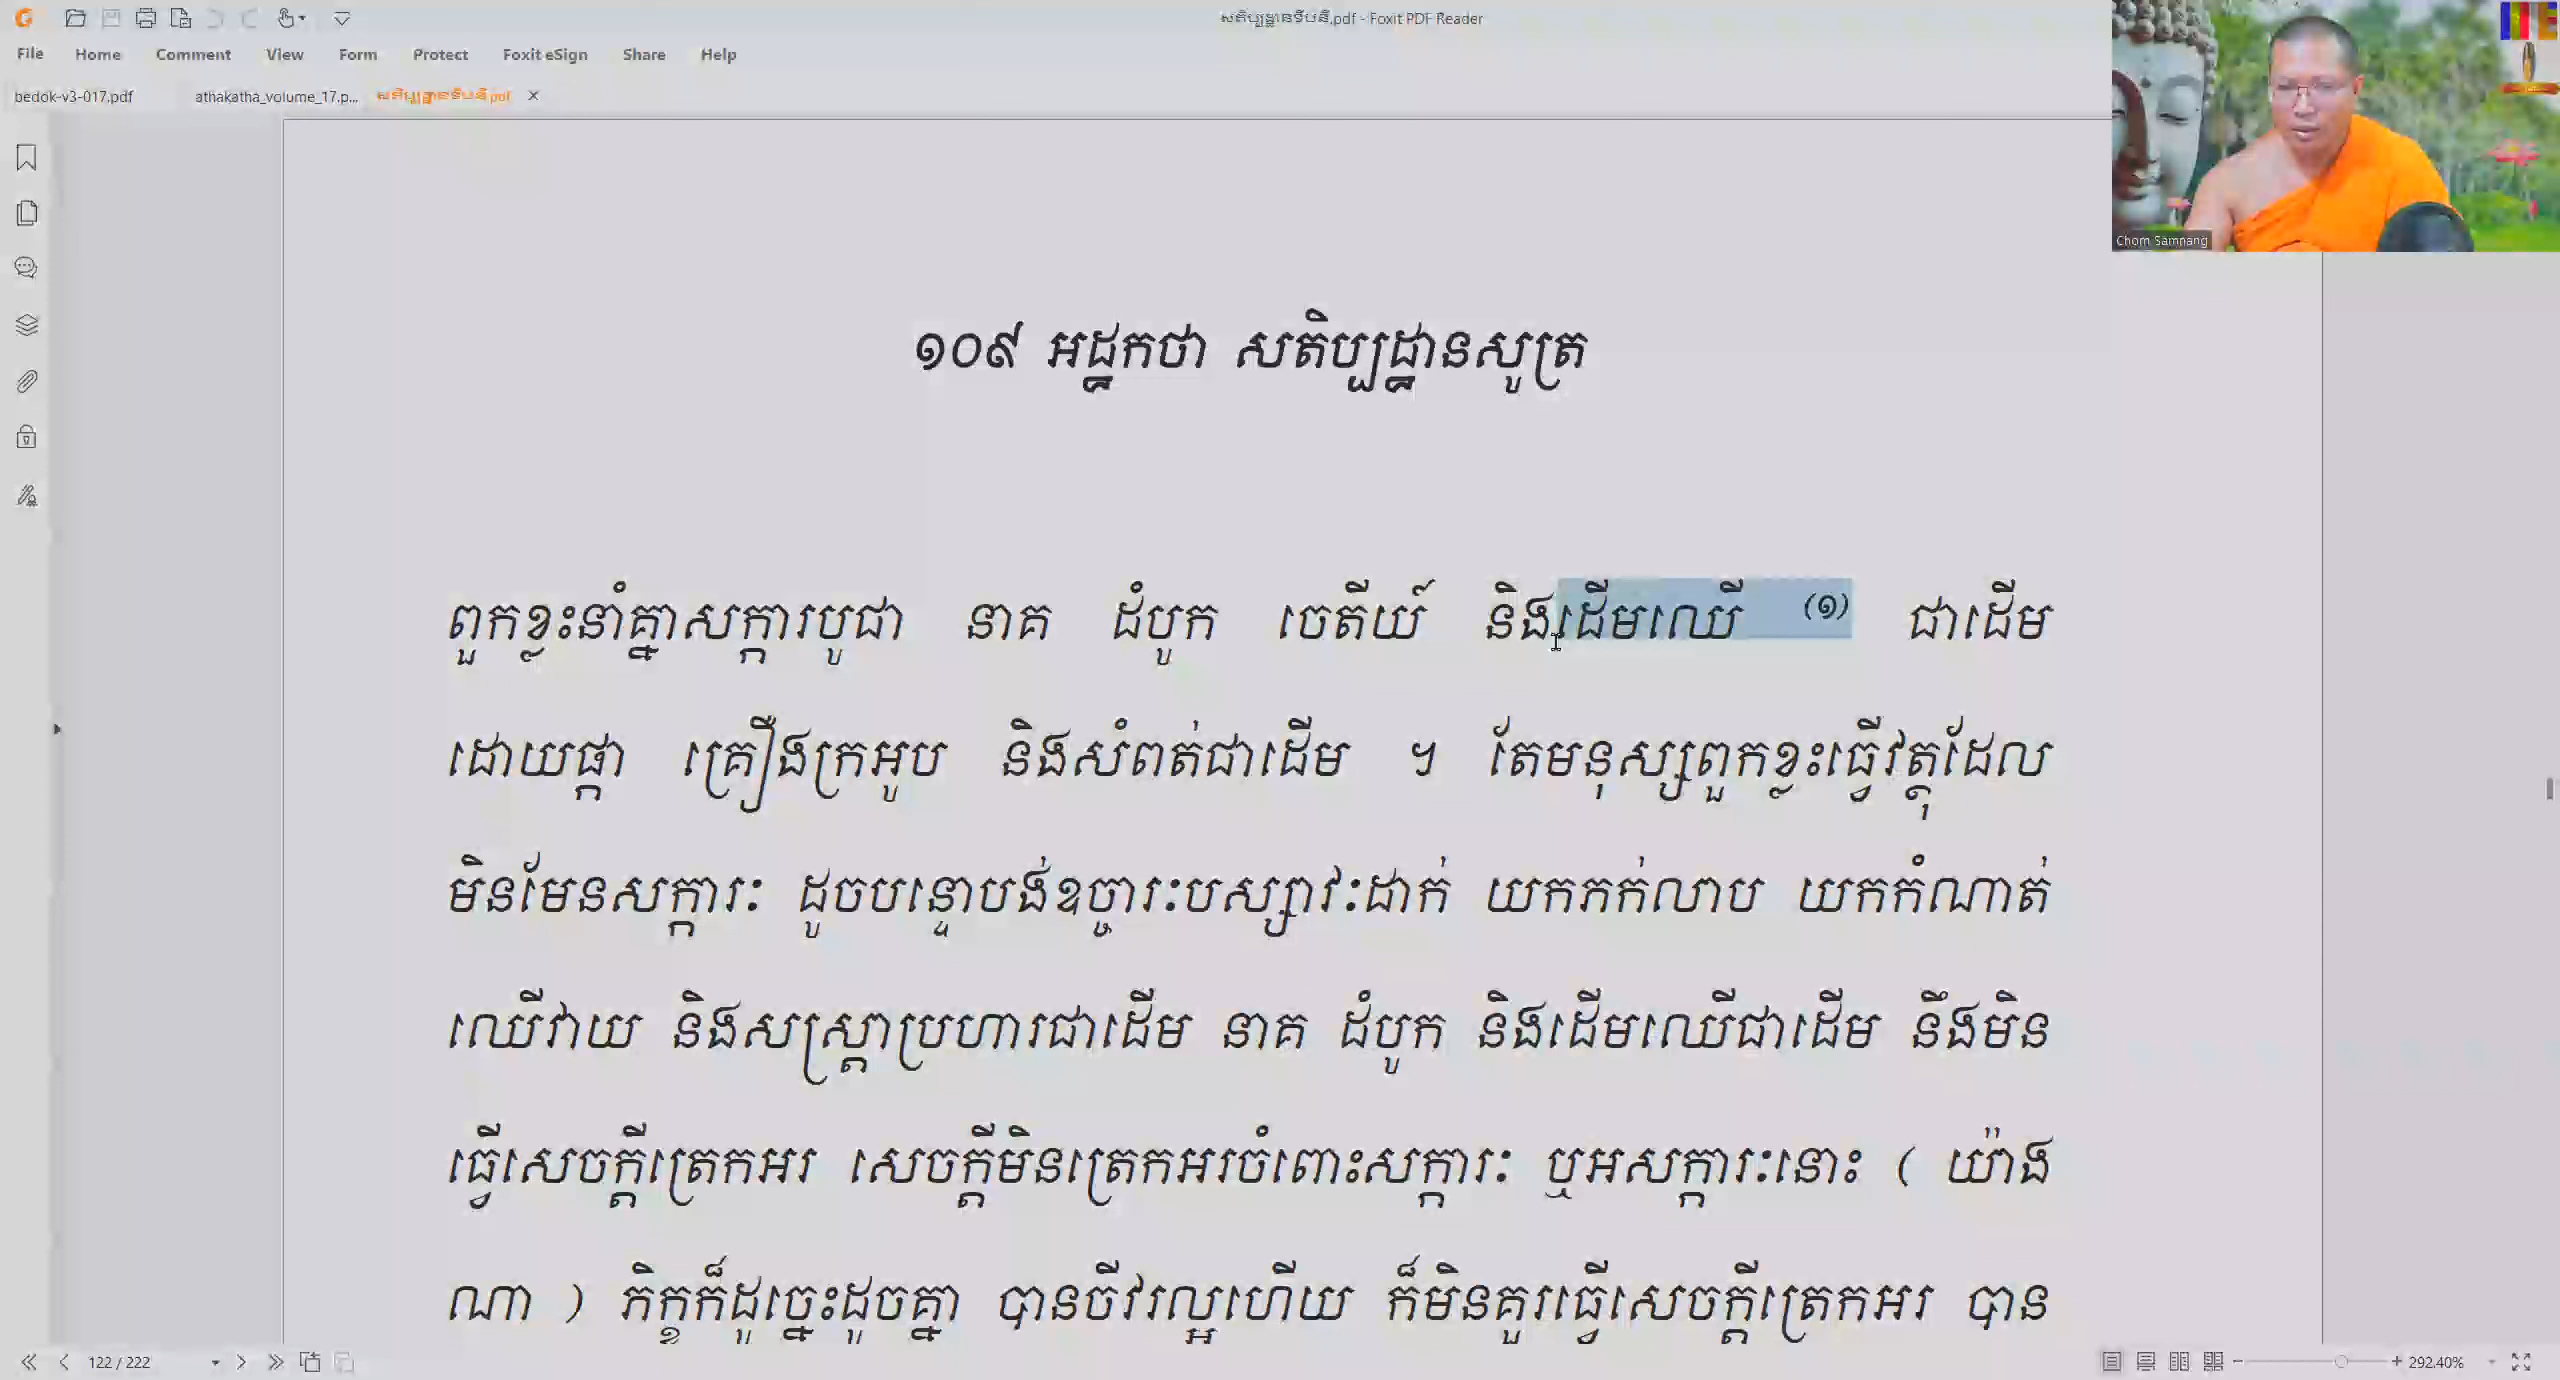 សតិប្បដ្ឋានទីបនី.pdf - Foxit PDF Reader
File Home Comment View Form Protect Foxit eSign Share Help
bedok-v3-017.pdf athakatha_volume_17.p... សតិប្បដ្ឋានទីបនី.pdf
Chom Samnang
១០៩ អដ្ឋកថា សតិប្បដ្ឋានសូត្រ
ពួកខ្លះនាំគ្នាសក្ការបូជា នាគ ដំបូក ចេតីយ៍ និងដើមឈើ (១) ជាដើម
ដោយផ្កា គ្រឿងក្រអូប និងសំពត់ជាដើម ។ តែមនុស្សពួកខ្លះធ្វើវត្ថុដែល
មិនមែនសក្ការៈ ដូចបន្ទោបង់ឧច្ចារៈបស្សាវៈដាក់ យកភក់លាប យកកំណាត់
ឈើវាយ និងសស្ត្រាប្រហារជាដើម នាគ ដំបូក និងដើមឈើជាដើម នឹងមិន
ធ្វើសេចក្តីត្រេកអរ សេចក្តីមិនត្រេកអរចំពោះសក្ការៈ ឬអសក្ការៈនោះ ( យ៉ាង
ណា ) ភិក្ខុក៏ដូច្នេះដូចគ្នា បានចីវរល្អហើយ ក៏មិនគួរធ្វើសេចក្តីត្រេកអរ បាន
122 / 222 292.40%